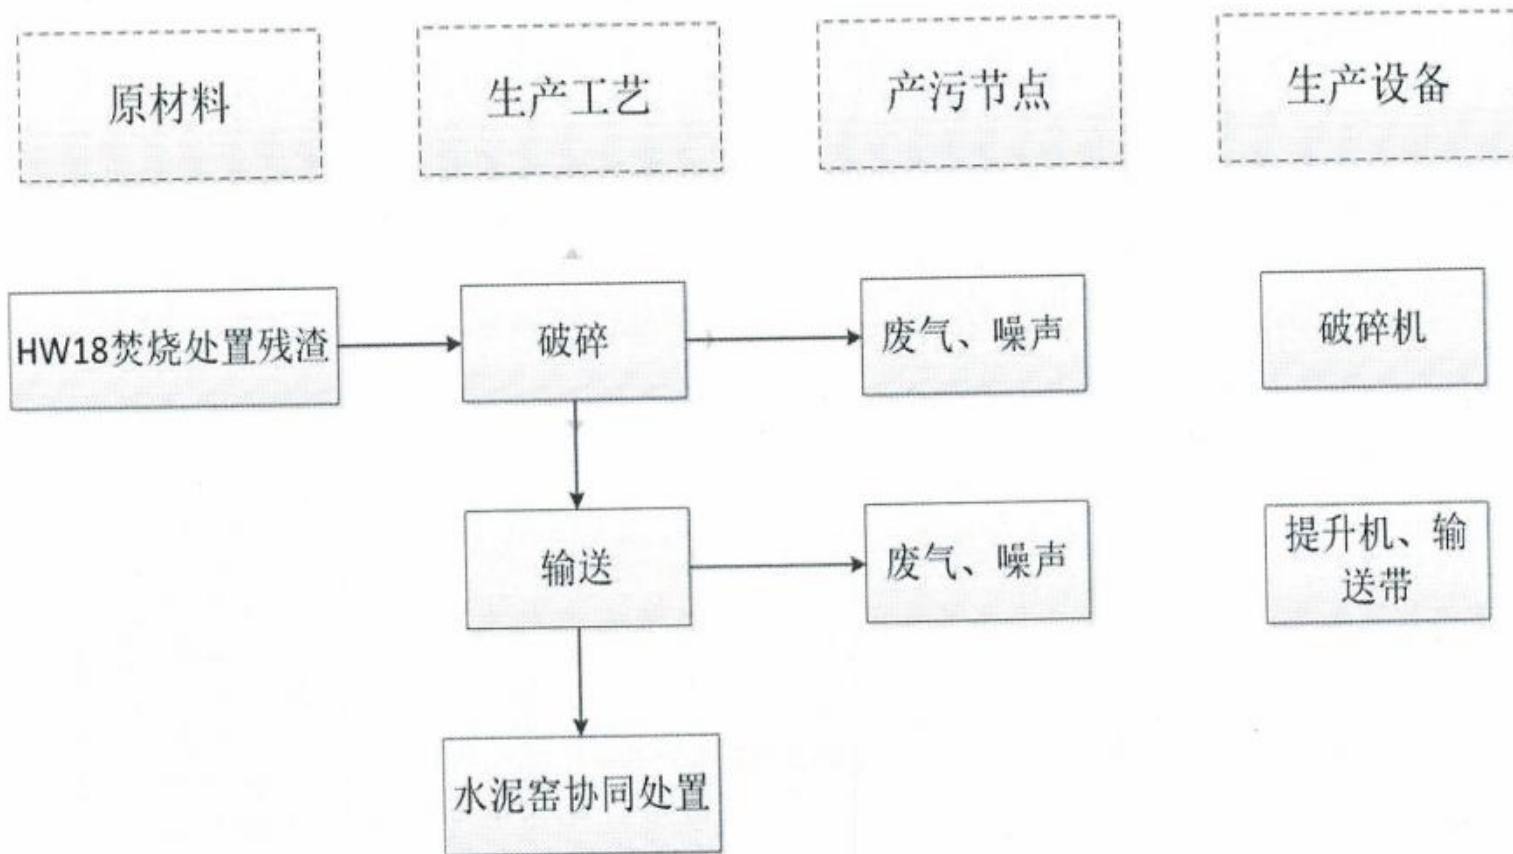 原材料
生产工艺
产污节点
生产设备
HW18焚烧处置残渣
破碎
废气、噪声
破碎机
输送
废气、噪声
提升机、输
送带
水泥窑协同处置